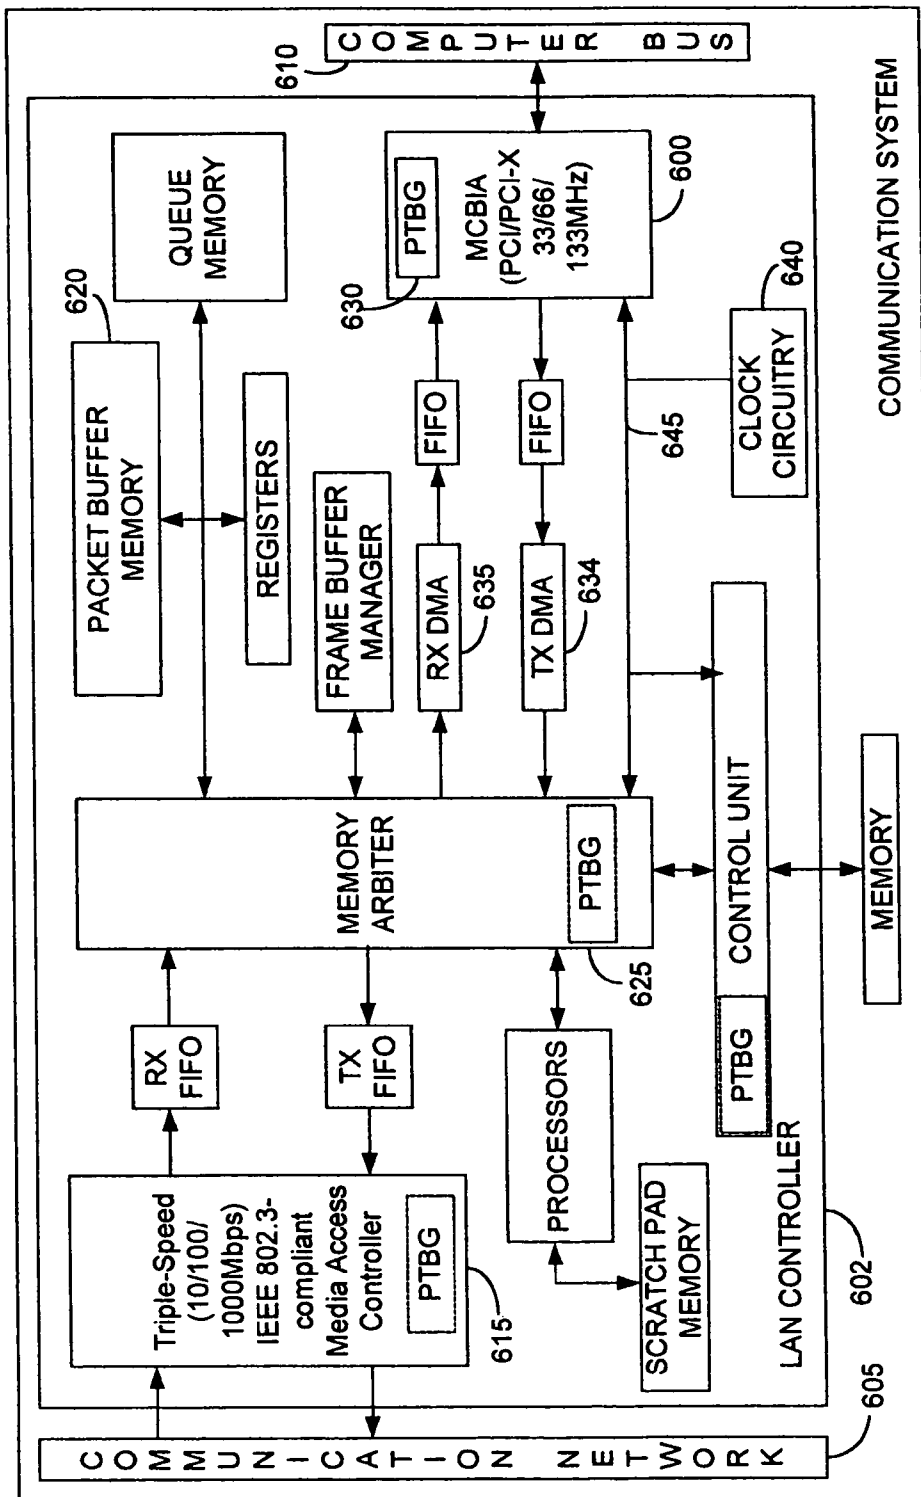 COMMUNICATION NETWORK
605
Triple-Speed
(10/100/
1000Mbps)
IEEE 802.3-
compliant
Media Access
Controller
PTBG
615
RX
FIFO
TX
FIFO
PROCESSORS
SCRATCH PAD
MEMORY
LAN CONTROLLER
602
MEMORY
ARBITER
PTBG
625
PTBG
CONTROL UNIT
MEMORY
PACKET BUFFER
MEMORY
620
REGISTERS
QUEUE
MEMORY
FRAME BUFFER
MANAGER
RX DMA
635
FIFO
TX DMA
634
FIFO
PTBG
630
MCBIA
(PCI/PCI-X
33/66/
133MHz)
600
645
CLOCK
CIRCUITRY
640
610
COMPUTER BUS
COMMUNICATION SYSTEM